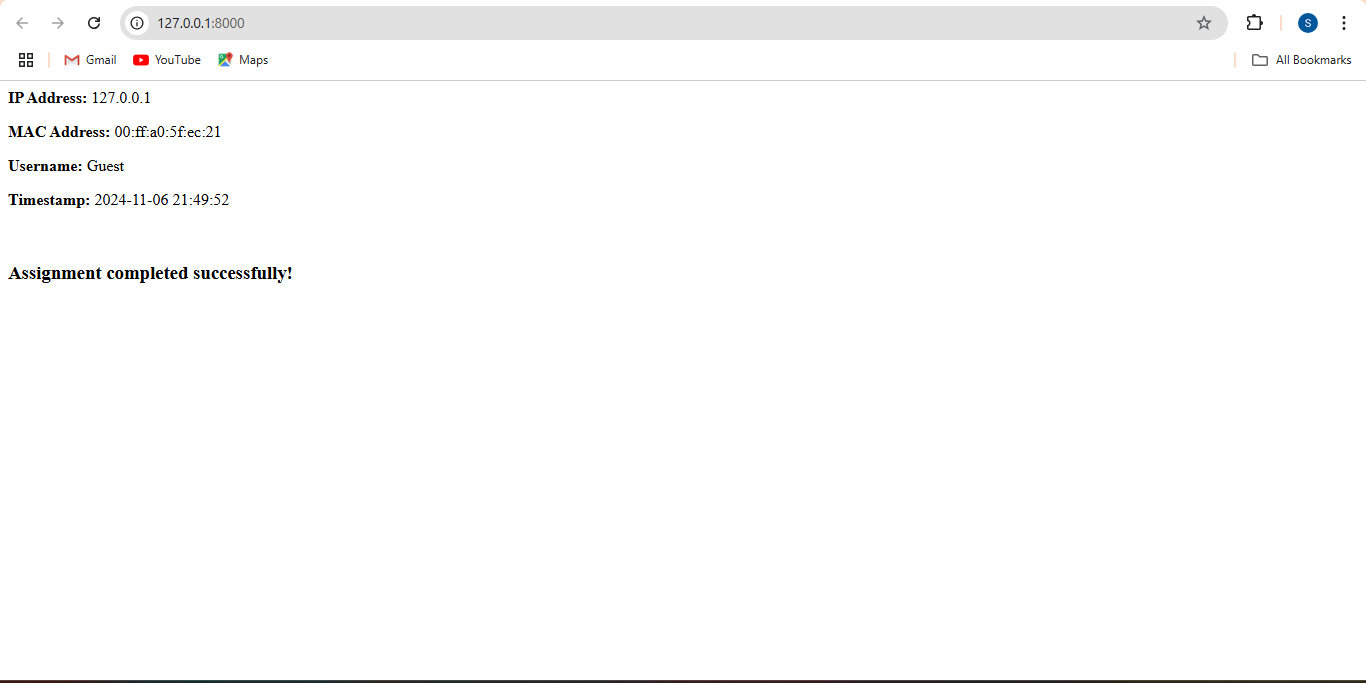 127.0.0.1:8000
S
Gmail
YouTube
Maps
All Bookmarks
IP Address: 127.0.0.1
MAC Address: 00:ff:a0:5f:ec:21
Username: Guest
Timestamp: 2024-11-06 21:49:52
Assignment completed successfully!